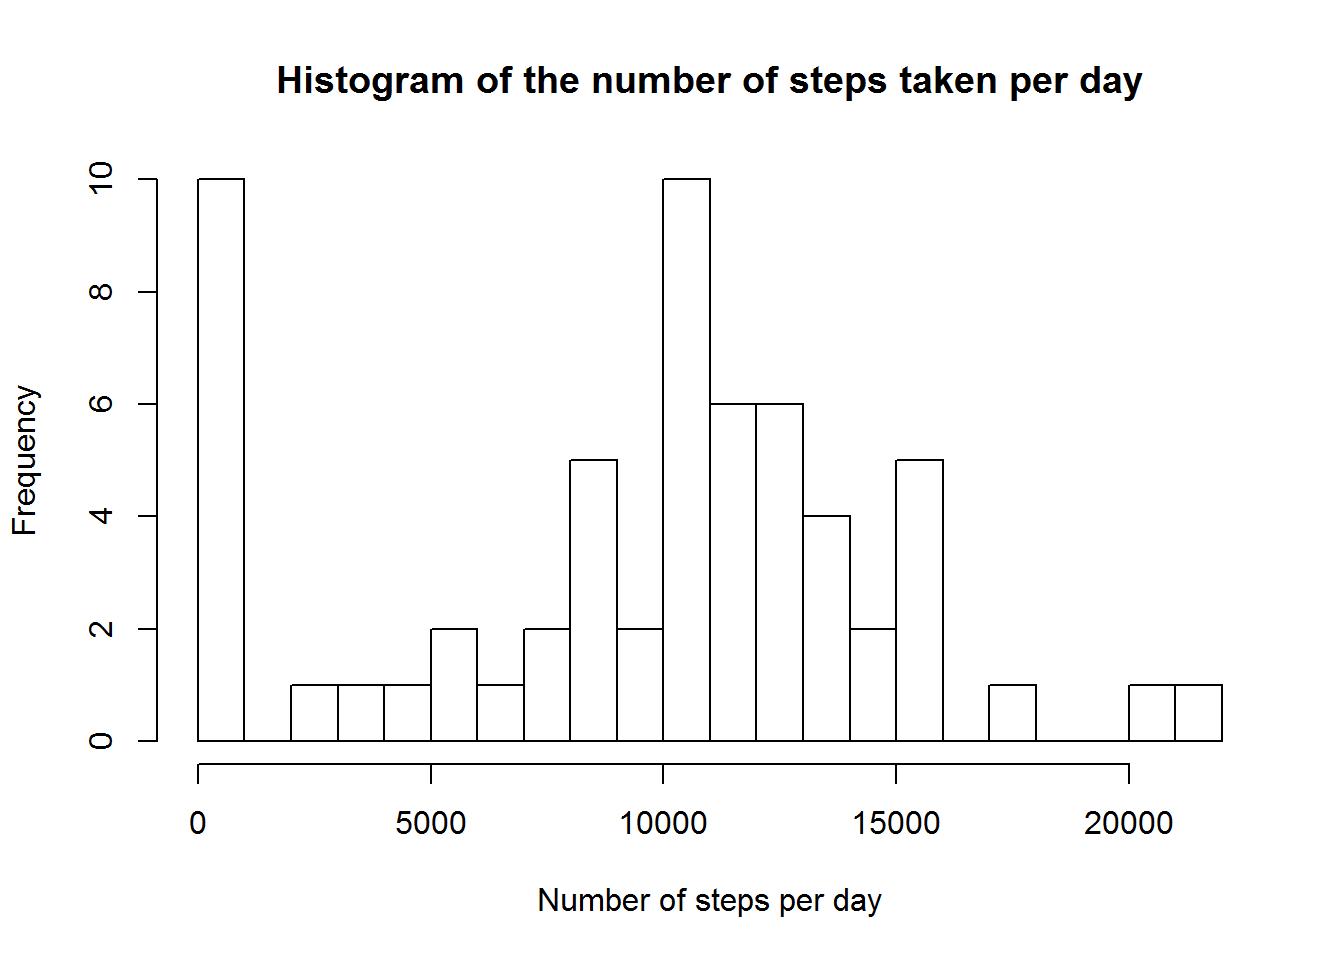 Histogram of the number of steps taken per day
10
8
6
4
2
0
Frequency
0 5000 10000 15000 20000
Number of steps per day